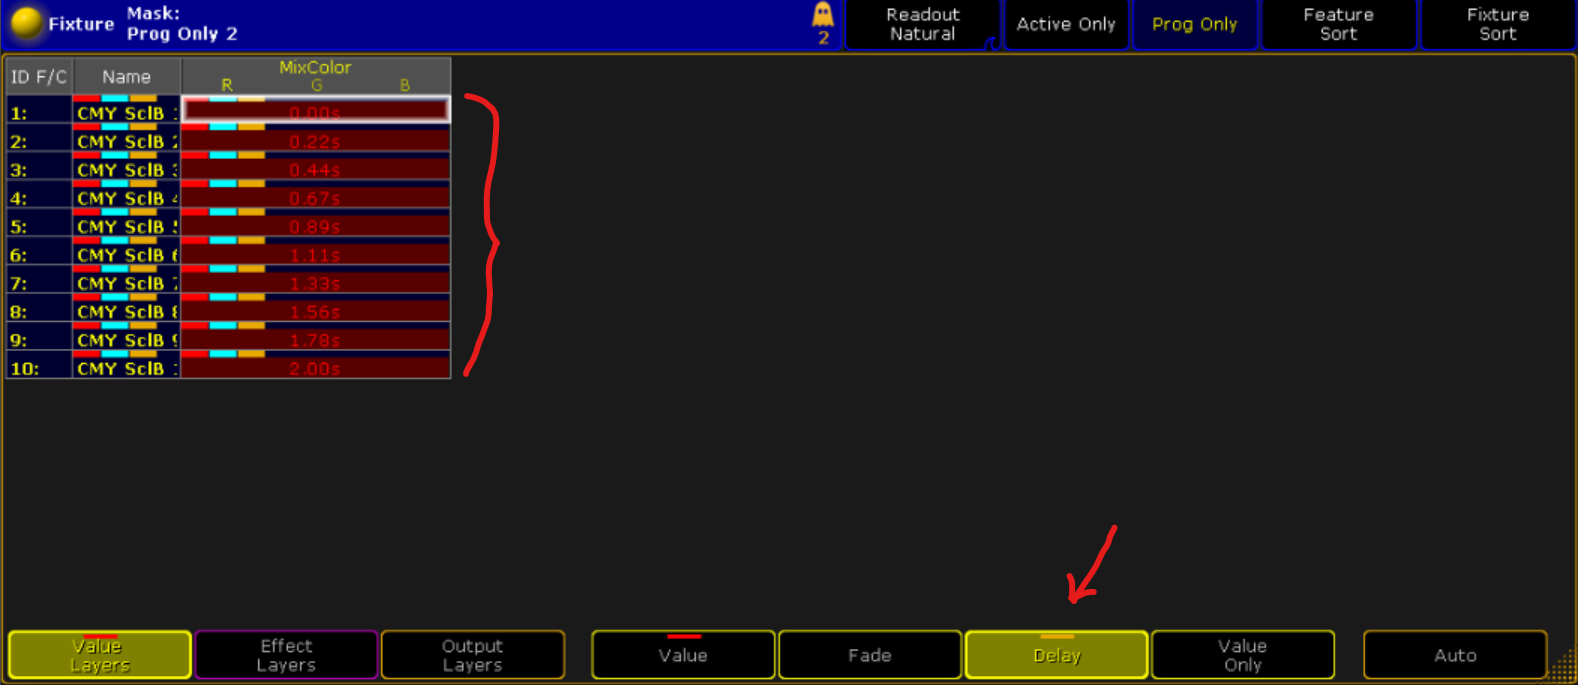 Fixture
Mask:
Prog Only 2
2
Readout
Natural
Active Only
Prog Only
Feature
Sort
Fixture
Sort
ID F/C Name MixColor
R G B
1: CMY SclB 0.00s
2: CMY SclB 0.22s
3: CMY SclB 0.44s
4: CMY SclB 0.67s
5: CMY SclB 0.89s
6: CMY SclB 1.11s
7: CMY SclB 1.33s
8: CMY SclB 1.56s
9: CMY SclB 1.78s
10: CMY SclB 2.00s
Value
Layers
Effect
Layers
Output
Layers
Value
Fade
Delay
Value
Only
Auto